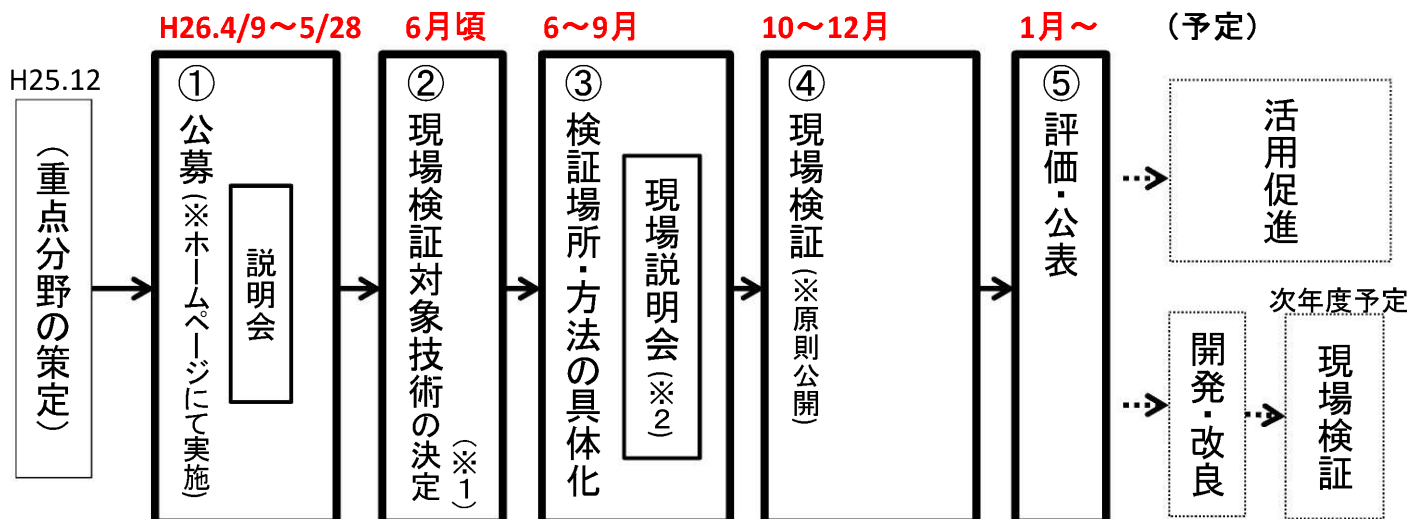 H25.12
(重点分野の策定)
H26.4/9～5/28
①公募(※ホームページにて実施)
説明会
6月頃
②現場検証対象技術の決定
(※1)
6～9月
③検証場所・方法の具体化
現場説明会(※2)
10～12月
④現場検証(※原則公開)
1月～
⑤評価・公表
(予定)
活用促進
開発・改良
次年度予定
現場検証